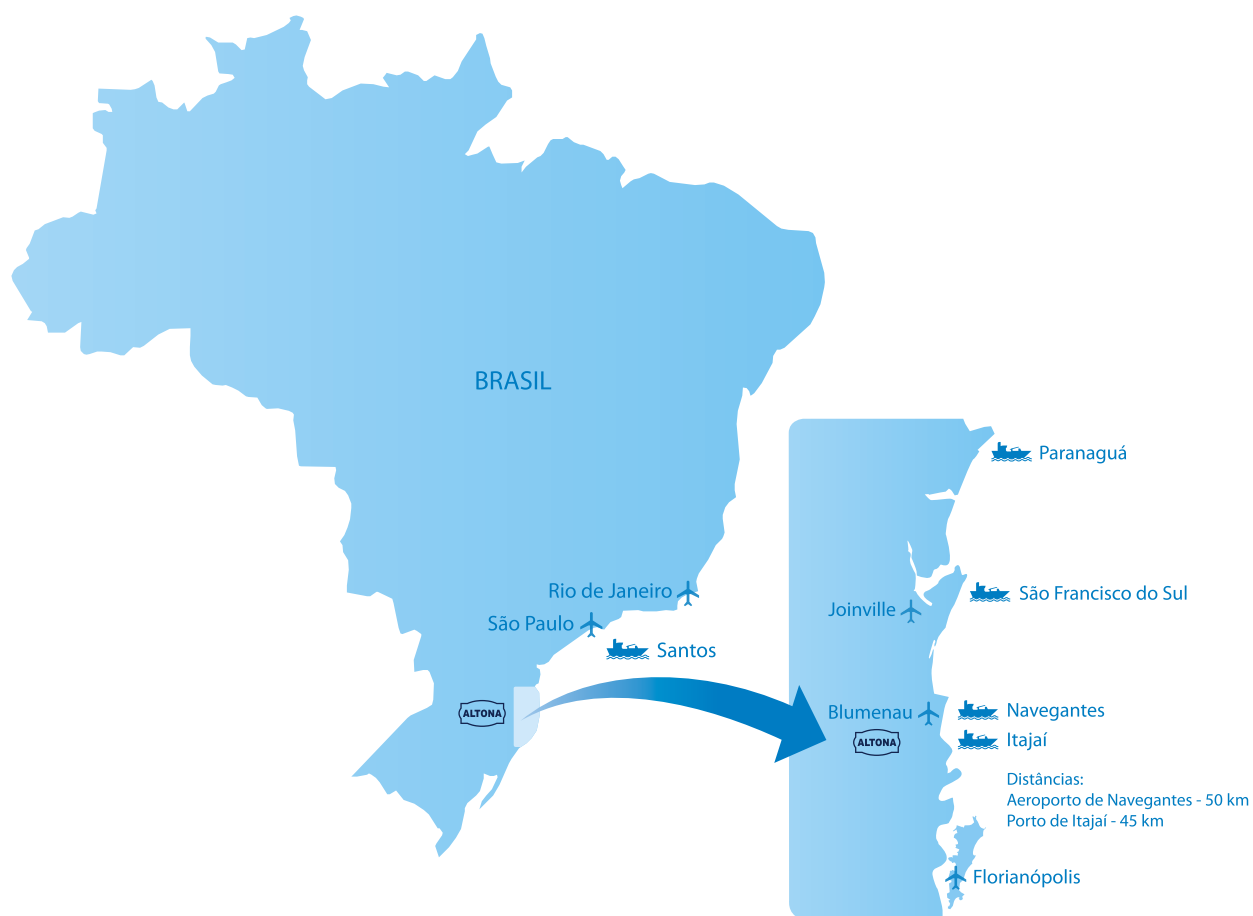 BRASIL
Rio de Janeiro
São Paulo
Santos
ALTONA
Paranaguá
São Francisco do Sul
Joinville
Blumenau
Navegantes
ALTONA
Itajaí
Distâncias:
Aeroporto de Navegantes - 50 km
Porto de Itajaí - 45 km
Florianópolis